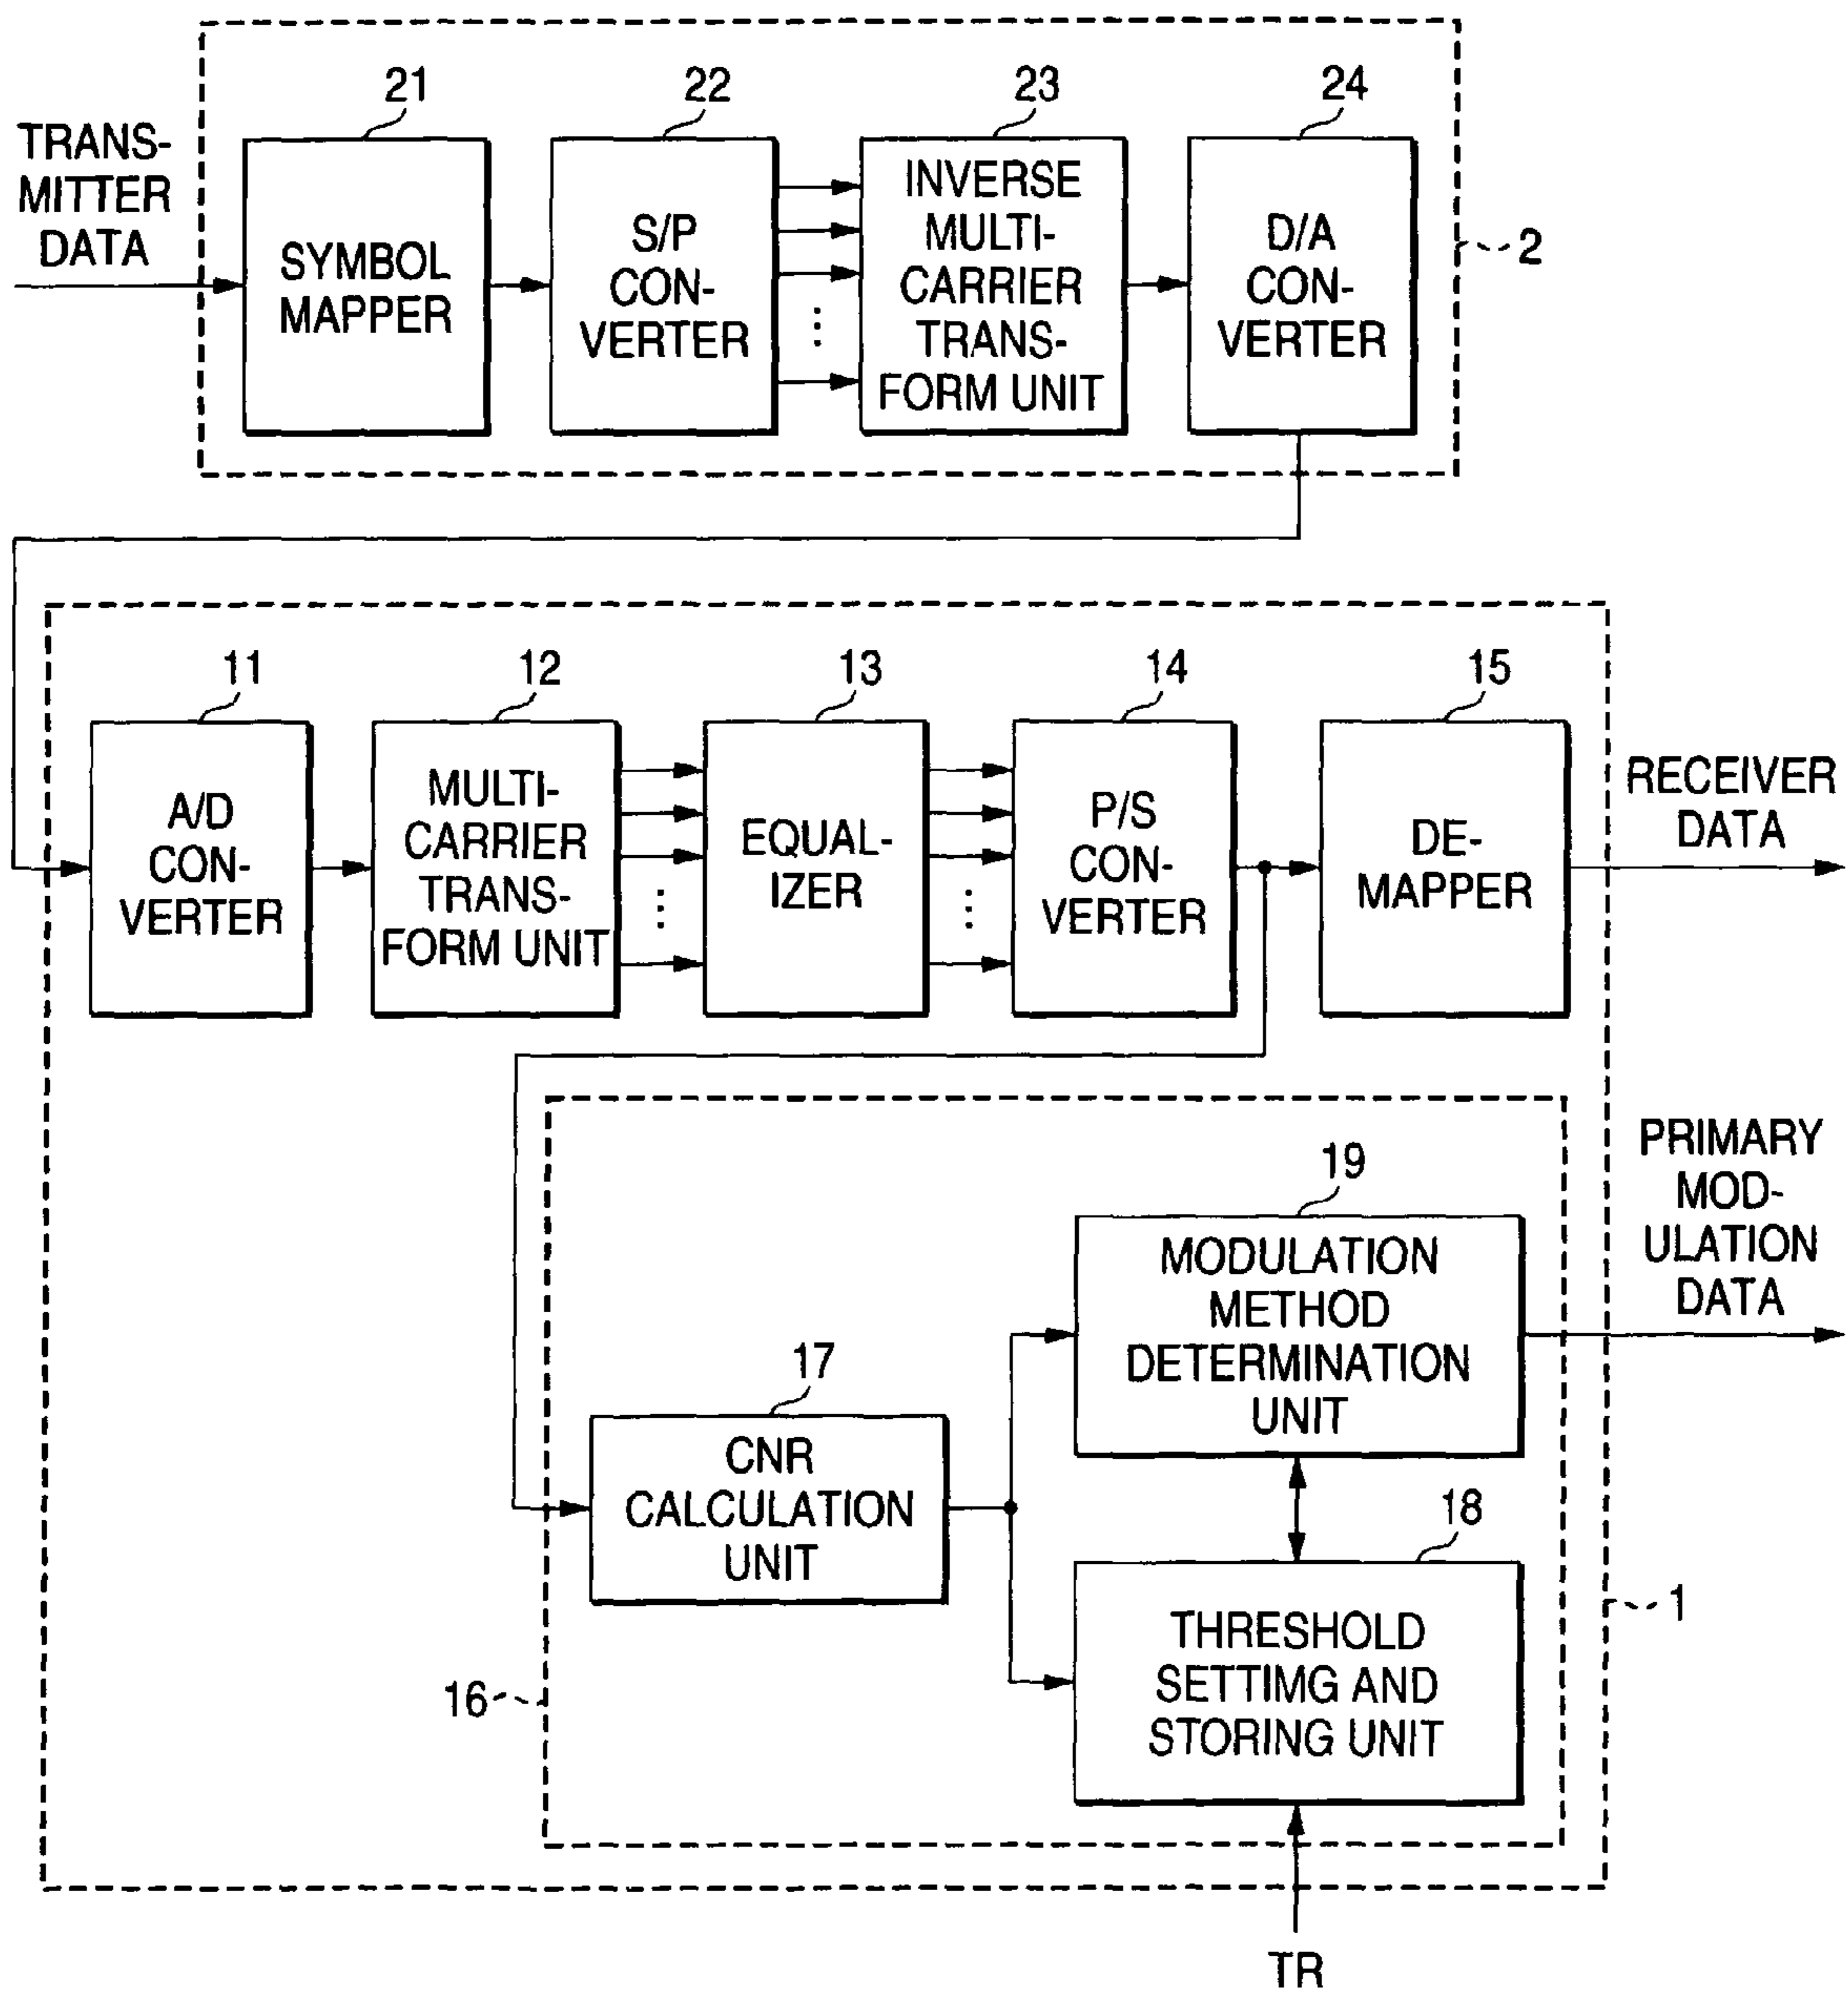 21
22
23
24
TRANS-
MITTER
DATA
SYMBOL
MAPPER
S/P
CON-
VERTER
INVERSE
MULTI-
CARRIER
TRANS-
FORM UNIT
D/A
CON-
VERTER
2
11
12
13
14
15
A/D
CON-
VERTER
MULTI-
CARRIER
TRANS-
FORM UNIT
EQUAL-
IZER
P/S
CON-
VERTER
DE-
MAPPER
RECEIVER
DATA
19
MODULATION
METHOD
DETERMINATION
UNIT
PRIMARY
MOD-
ULATION
DATA
17
CNR
CALCULATION
UNIT
18
THRESHOLD
SETTIMG AND
STORING UNIT
1
16
TR